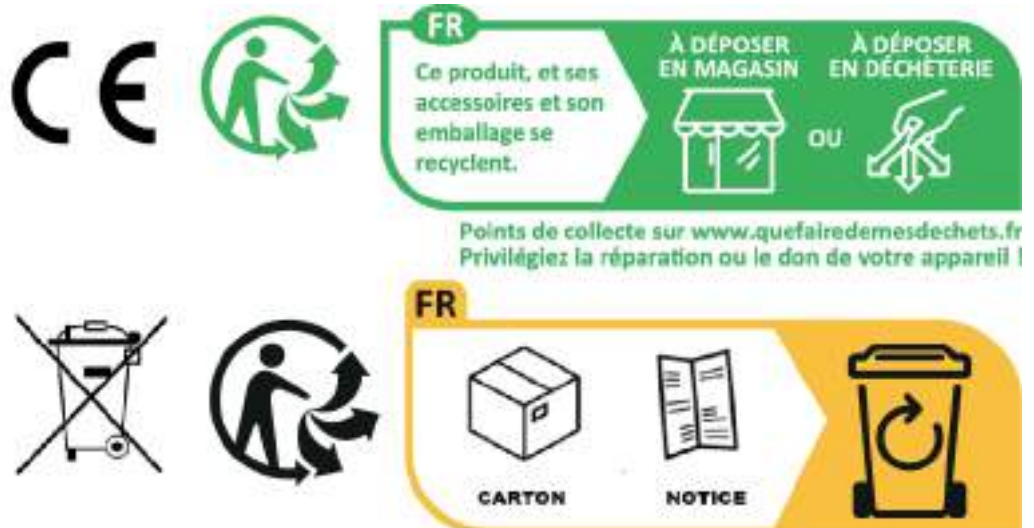 CE
FR
Ce produit, et ses
accessoires et son
emballage se
recyclent.
À DÉPOSER
EN MAGASIN
OU
À DÉPOSER
EN DÉCHÈTERIE
Points de collecte sur www.quefairedemesdechets.fr
Privilégiez la réparation ou le don de votre appareil !
FR
CARTON
NOTICE